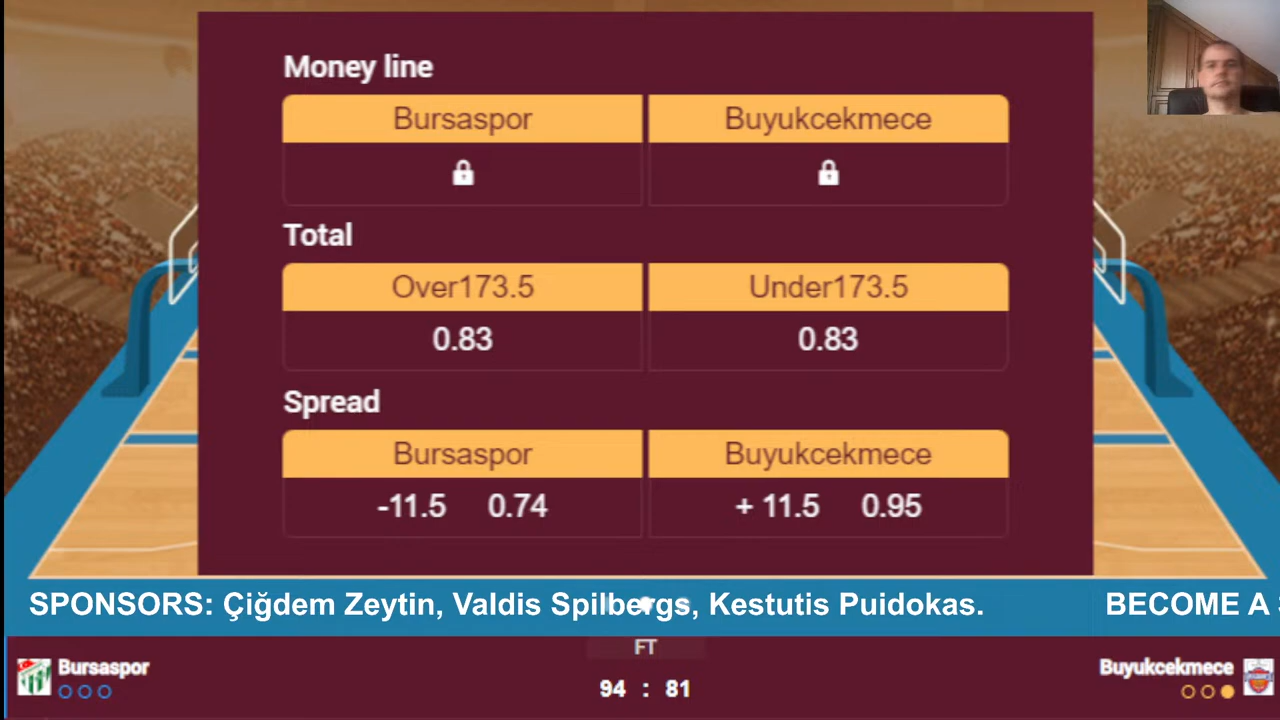 Money line
Bursaspor Buyukcekmece
Total
Over173.5 Under173.5
0.83 0.83
Spread
Bursaspor Buyukcekmece
-11.5 0.74 + 11.5 0.95
SPONSORS: Çiğdem Zeytin, Valdis Spilbergs, Kestutis Puidokas. BECOME A
FT
Bursaspor Buyukcekmece
94 : 81